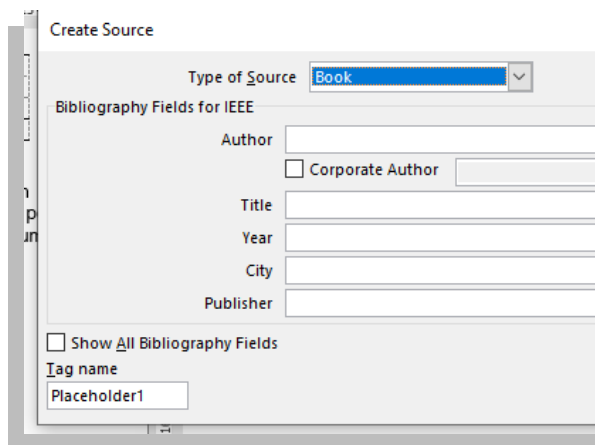 Create Source
Type of Source Book
Bibliography Fields for IEEE
Author
Corporate Author
Title
Year
City
Publisher
Show All Bibliography Fields
Tag name
Placeholder1